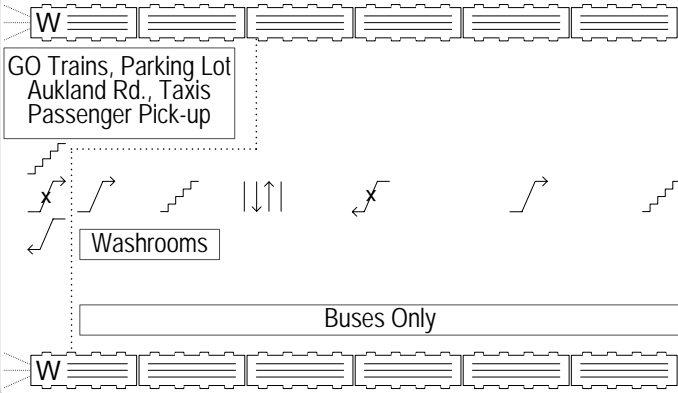 W
GO Trains, Parking Lot
Aukland Rd., Taxis
Passenger Pick-up
x
x
Washrooms
Buses Only
W